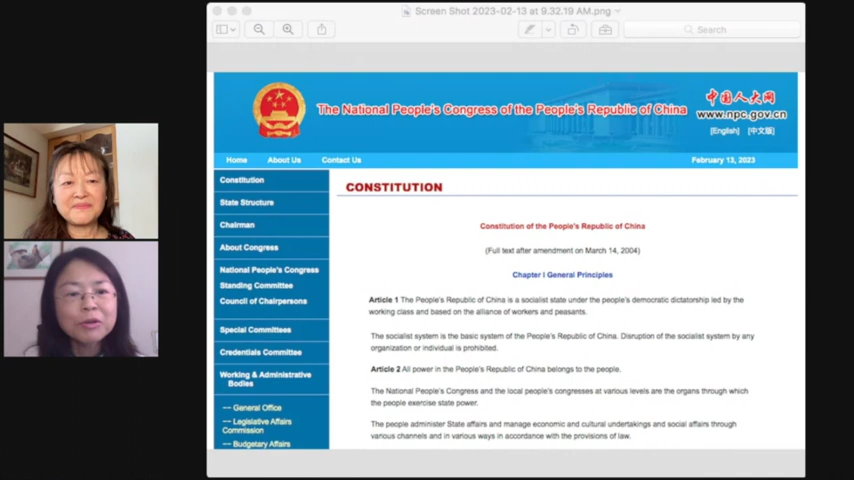 Screen Shot 2023-02-13 at 9.32.19 AM.png
Search
The National People's Congress of the People's Republic of China
中国人大网
www.npc.gov.cn
[English] [中文版]
Home About Us Contact Us February 13, 2023
Constitution
State Structure
Chairman
About Congress
National People's Congress
Standing Committee
Council of Chairpersons
Special Committees
Credentials Committee
Working & Administrative
Bodies
── General Office
── Legislative Affairs
Commission
── Budgetary Affairs
CONSTITUTION
Constitution of the People's Republic of China
(Full text after amendment on March 14, 2004)
Chapter I General Principles
Article 1 The People's Republic of China is a socialist state under the people's democratic dictatorship led by the
working class and based on the alliance of workers and peasants.
The socialist system is the basic system of the People's Republic of China. Disruption of the socialist system by any
organization or individual is prohibited.
Article 2 All power in the People's Republic of China belongs to the people.
The National People's Congress and the local people's congresses at various levels are the organs through which
the people exercise state power.
The people administer State affairs and manage economic and cultural undertakings and social affairs through
various channels and in various ways in accordance with the provisions of law.